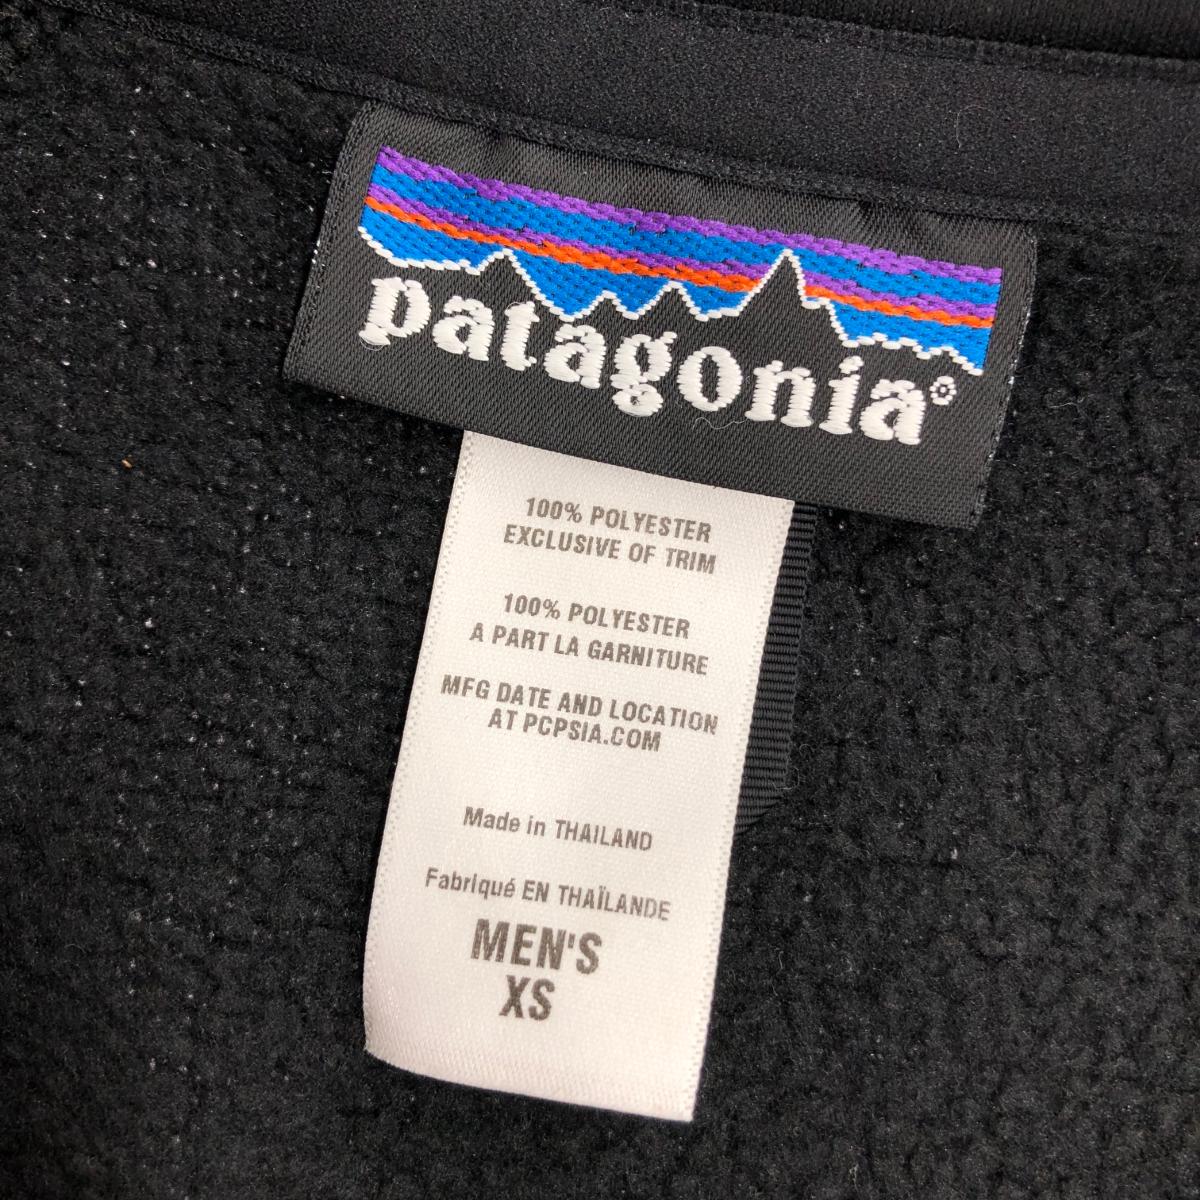 patagonia®
100% POLYESTER
EXCLUSIVE OF TRIM
100% POLYESTER
A PART LA GARNITURE
MFG DATE AND LOCATION
AT PCPSIA.COM
Made in THAILAND
Fabriqué EN THAÏLANDE
MEN'S
XS